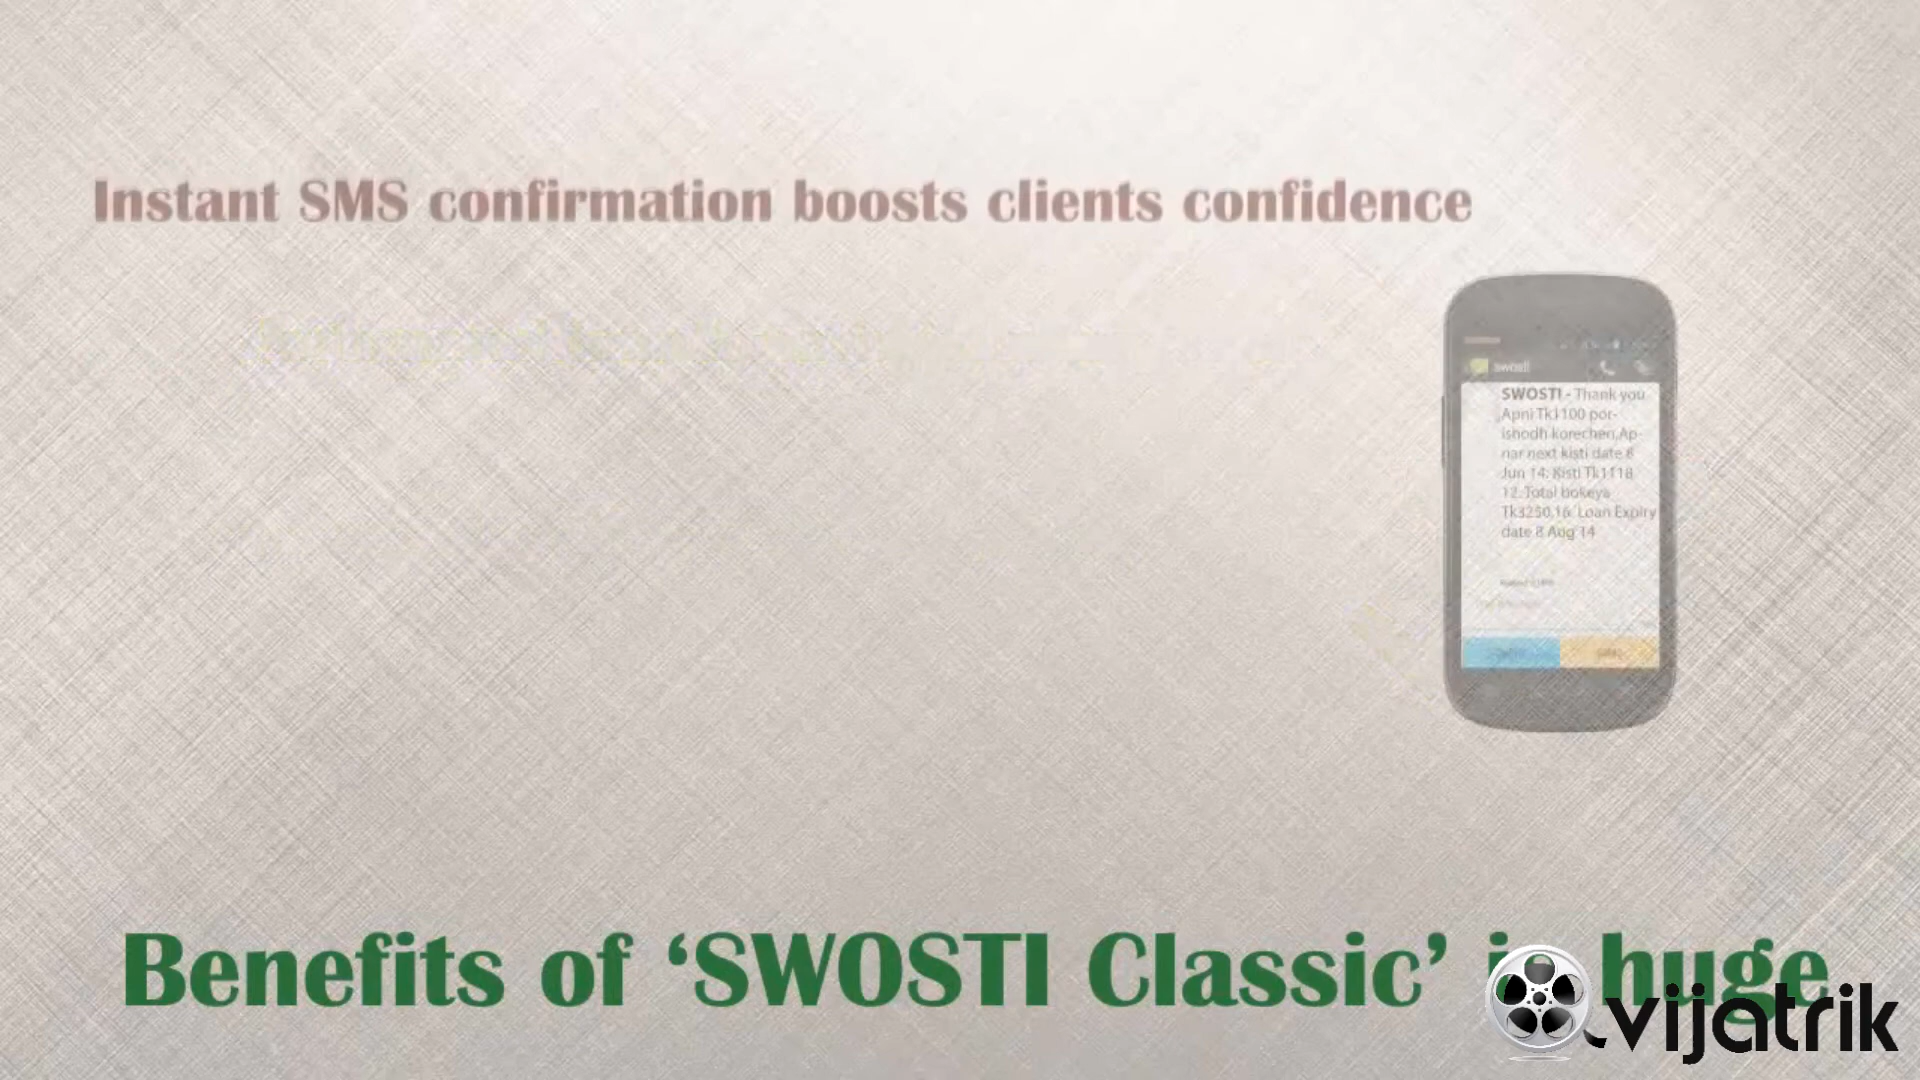 Instant SMS confirmation boosts clients confidence
swosti
SWOSTI - Thank you
Apni Tk1100 por-
ishodh korechen,Ap-
nar next kisti date 8
Jun 14. Kisti Tk1118
12. Total bokeya
Tk3250.16. Loan Expiry
date 8 Aug 14
Benefits of ‘SWOSTI Classic’ is huge
vijatrik